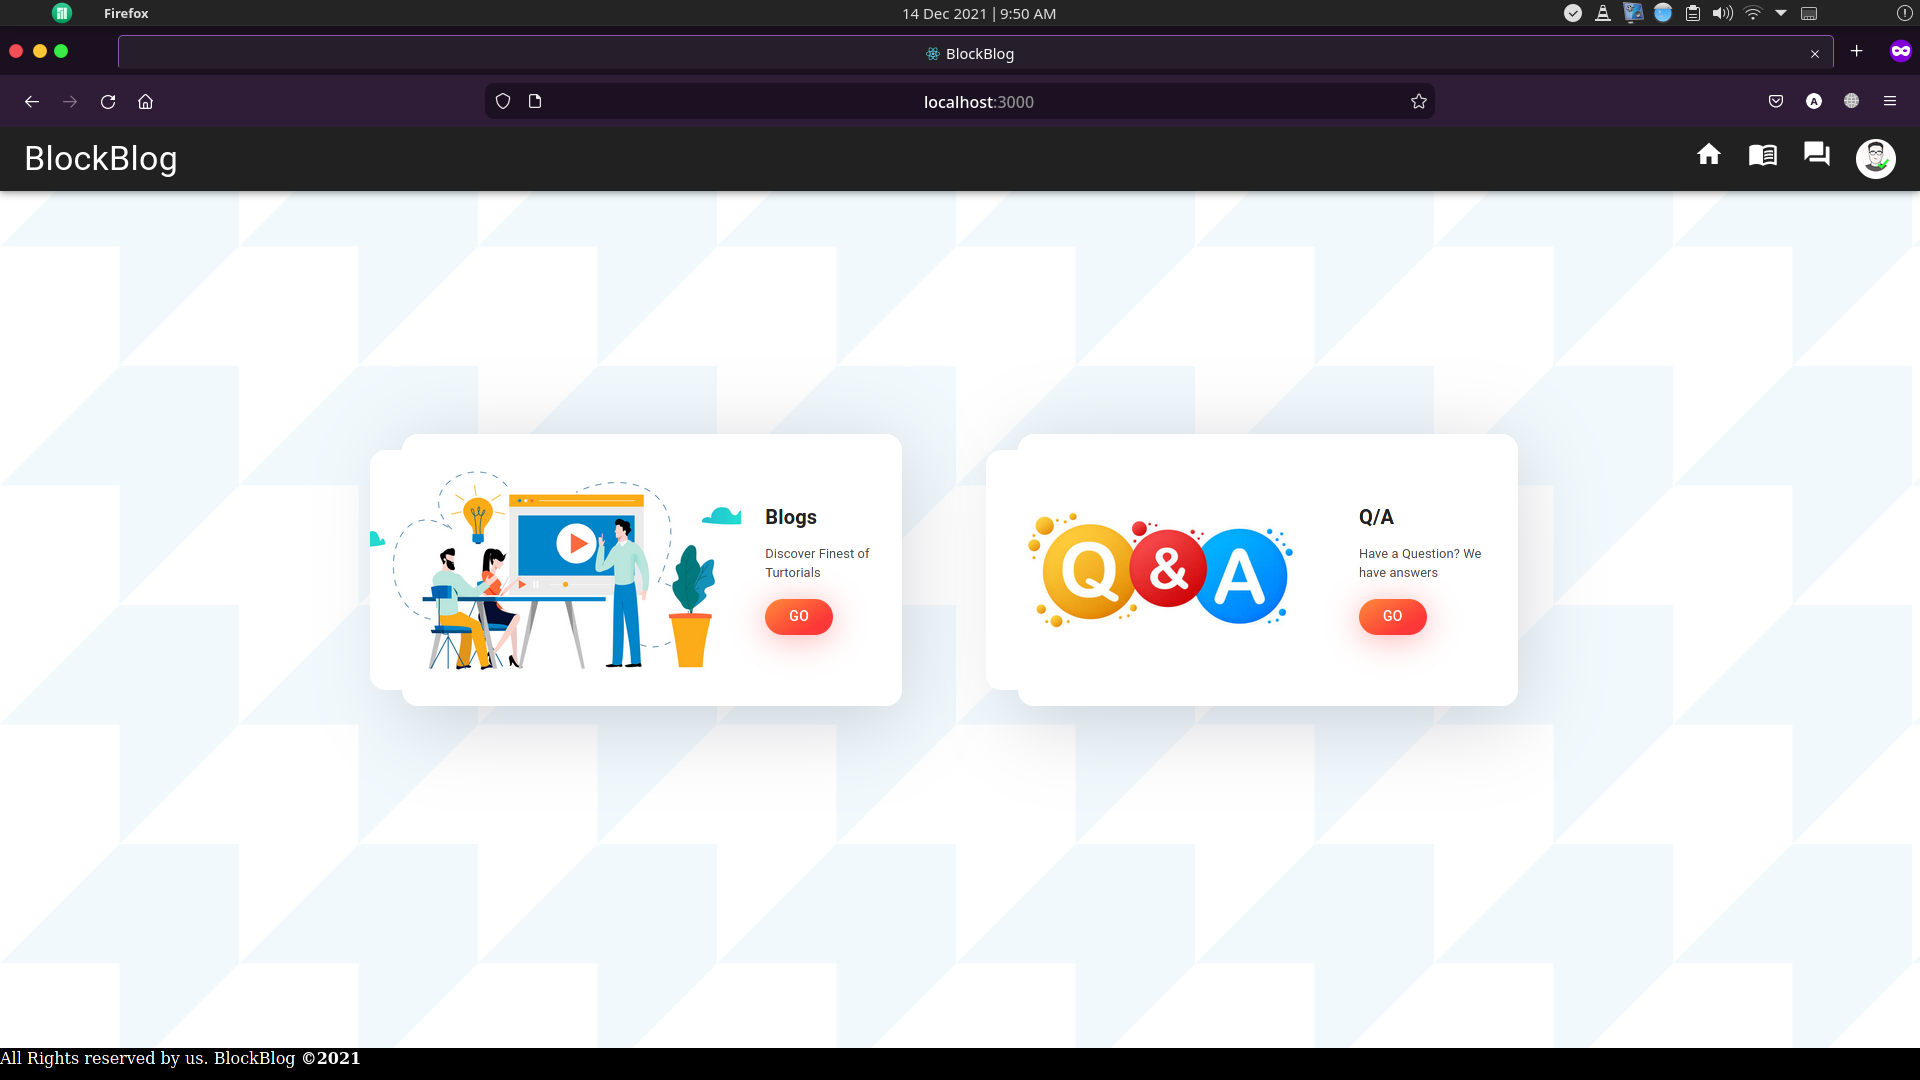 Firefox
14 Dec 2021 | 9:50 AM
BlockBlog
localhost:3000
A
BlockBlog
Blogs
Discover Finest of
Turtorials
GO
Q&A
Q/A
Have a Question? We
have answers
GO
All Rights reserved by us. BlockBlog ©2021